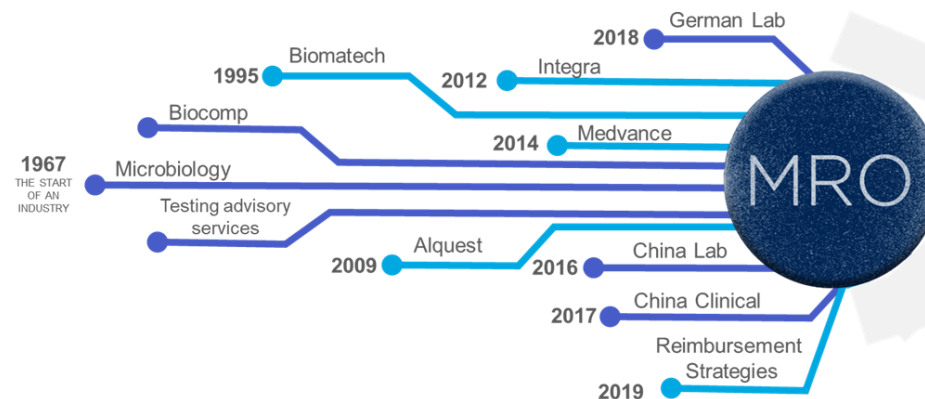 German Lab
2018
Biomatech
1995
Integra
2012
Biocomp
Medvance
2014
1967
THE START
OF AN
INDUSTRY
Microbiology
MRO
Testing advisory
services
Alquest
2009
China Lab
2016
China Clinical
2017
Reimbursement
Strategies
2019